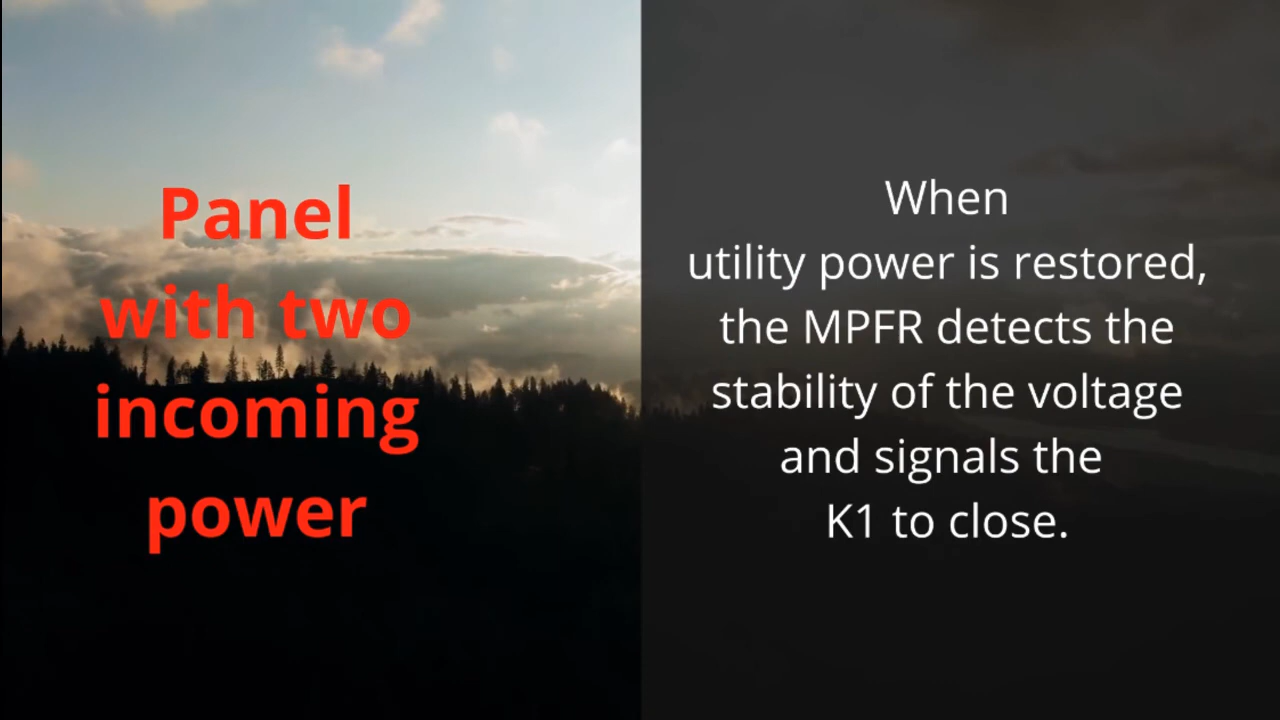 Panel
with two
incoming
power
When
utility power is restored,
the MPFR detects the
stability of the voltage
and signals the
K1 to close.